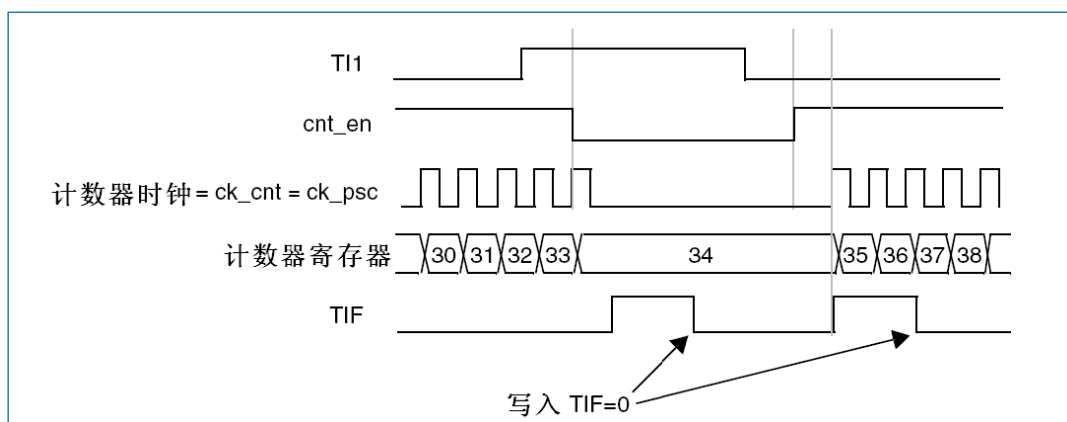 TI1
cnt_en
计数器时钟 = ck_cnt = ck_psc
计数器寄存器 30 31 32 33 34 35 36 37 38
TIF
写入 TIF=0